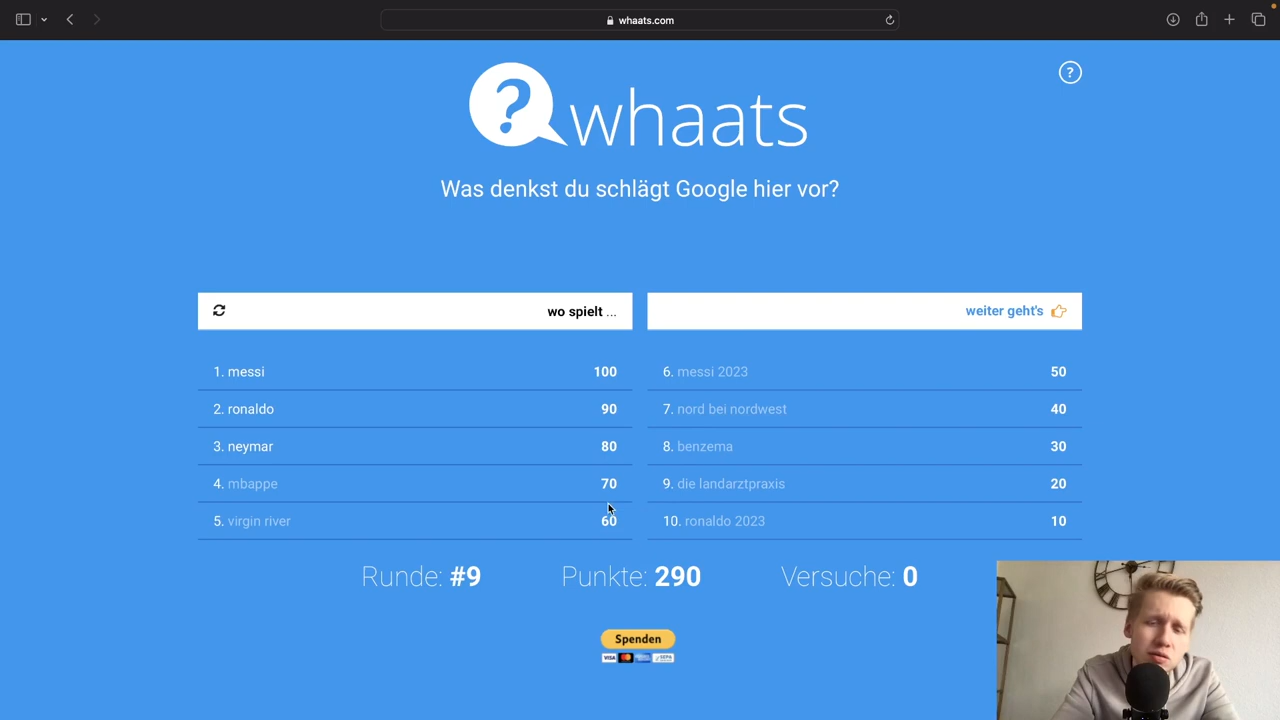 whaats.com
?
? whaats
Was denkst du schlägt Google hier vor?
wo spielt ...
weiter geht's
1. messi 100
2. ronaldo 90
3. neymar 80
4. mbappe 70
5. virgin river 60
6. messi 2023 50
7. nord bei nordwest 40
8. benzema 30
9. die landarztpraxis 20
10. ronaldo 2023 10
Runde: #9 Punkte: 290 Versuche: 0
Spenden
VISA
SEPA